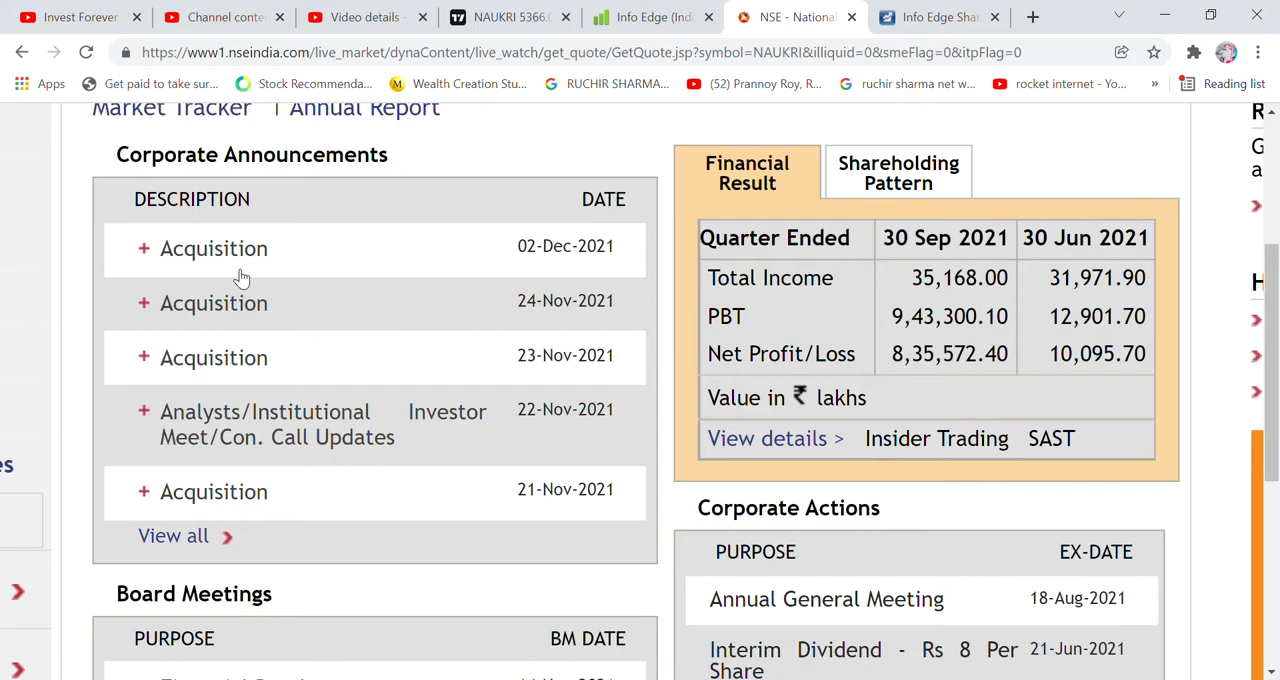 Invest Forever
Channel conte
Video details -
NAUKRI 5366.0
Info Edge (Indi
NSE - National
Info Edge Shar
https://www1.nseindia.com/live_market/dynaContent/live_watch/get_quote/GetQuote.jsp?symbol=NAUKRI&illiquid=0&smeFlag=0&itpFlag=0
Apps
Get paid to take sur...
Stock Recommenda...
Wealth Creation Stu...
RUCHIR SHARMA...
(52) Prannoy Roy, R...
ruchir sharma net w...
rocket internet - Yo...
»
Reading list
Market Tracker | Annual Report
Corporate Announcements
DESCRIPTION DATE
+ Acquisition 02-Dec-2021
+ Acquisition 24-Nov-2021
+ Acquisition 23-Nov-2021
+ Analysts/Institutional Investor 22-Nov-2021
Meet/Con. Call Updates
+ Acquisition 21-Nov-2021
View all
Board Meetings
PURPOSE BM DATE
Financial Result
Shareholding Pattern
Quarter Ended 30 Sep 2021 30 Jun 2021
Total Income 35,168.00 31,971.90
PBT 9,43,300.10 12,901.70
Net Profit/Loss 8,35,572.40 10,095.70
Value in ₹ lakhs
View details > Insider Trading SAST
Corporate Actions
PURPOSE EX-DATE
Annual General Meeting 18-Aug-2021
Interim Dividend - Rs 8 Per 21-Jun-2021
Share